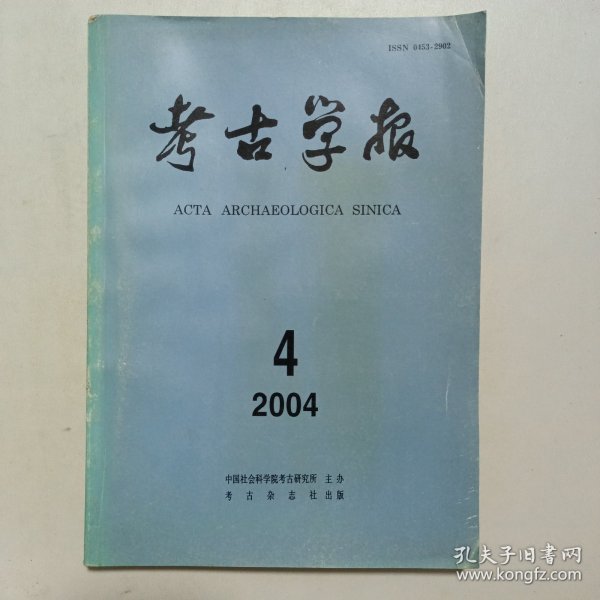 ISSN 0453-2902
考古学报
ACTA ARCHAEOLOGICA SINICA
4
2004
中国社会科学院考古研究所 主办
考古杂志社出版
孔夫子旧书网
www.kongfz.com